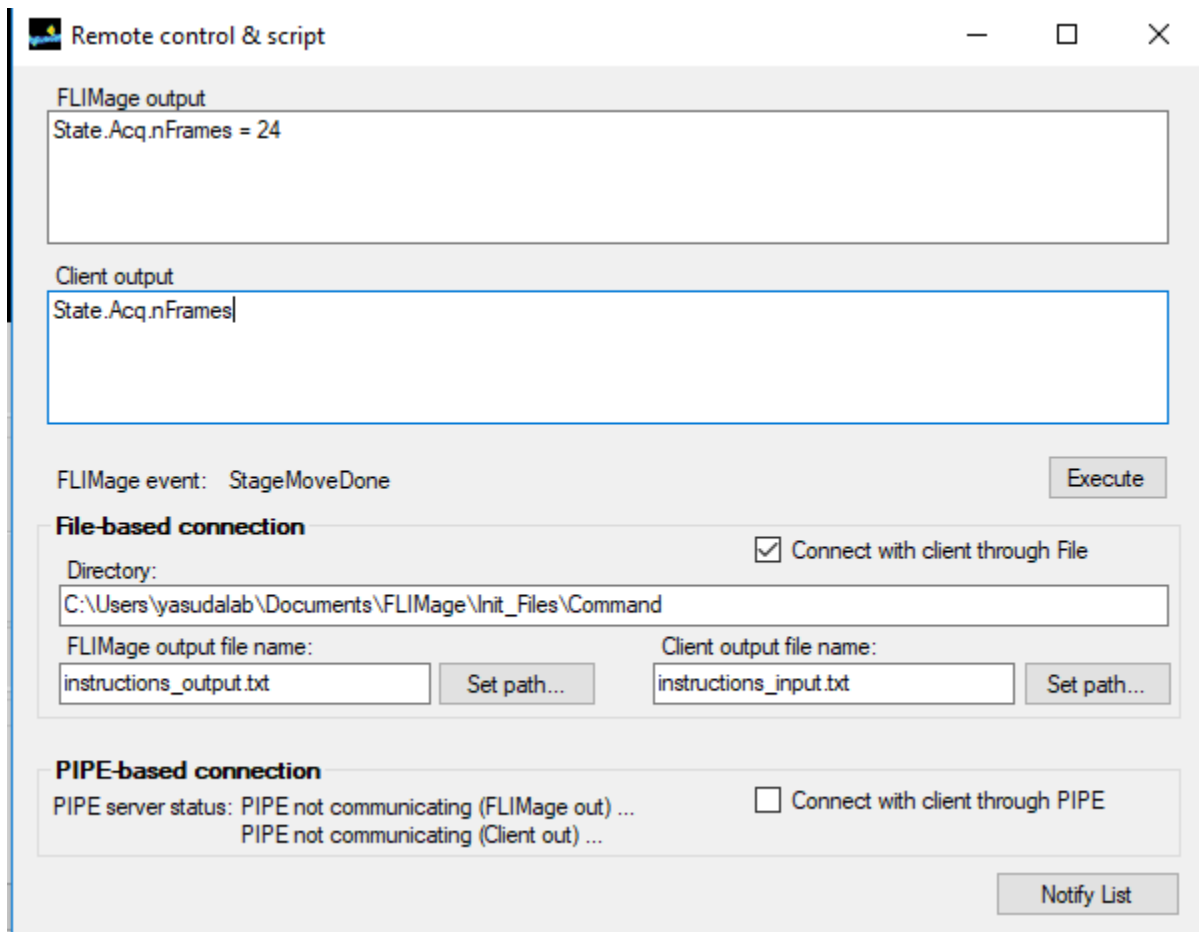 Remote control & script
FLIMage output
State.Acq.nFrames = 24
Client output
State.Acq.nFrames
FLIMage event: StageMoveDone
Execute
File-based connection
Connect with client through File
Directory:
C:\Users\yasudalab\Documents\FLIMage\Init_Files\Command
FLIMage output file name:
Client output file name:
instructions_output.txt
Set path...
instructions_input.txt
Set path...
PIPE-based connection
PIPE server status: PIPE not communicating (FLIMage out) ...
Connect with client through PIPE
PIPE not communicating (Client out) ...
Notify List